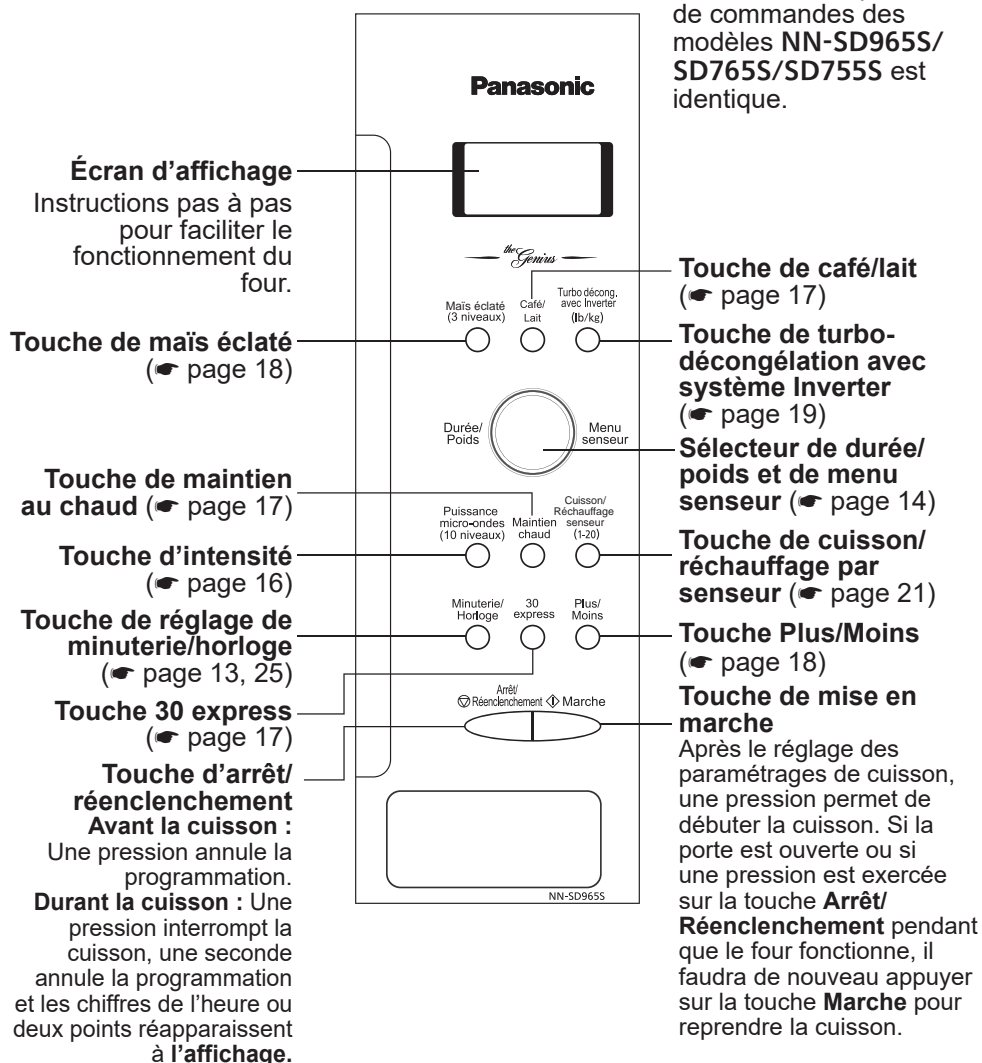 de commandes des
modèles NN-SD965S/
SD765S/SD755S est
identique.
Panasonic
Écran d’affichage
Instructions pas à pas
pour faciliter le
fonctionnement du
four.
the Genius
Maïs éclaté
(3 niveaux)
Café/
Lait
Turbo décong.
avec Inverter
(lb/kg)
Touche de café/lait
(☛ page 17)
Touche de maïs éclaté
(☛ page 18)
Touche de turbo-
décongélation avec
système Inverter
(☛ page 19)
Durée/
Poids
Menu
senseur
Sélecteur de durée/
poids et de menu
senseur (☛ page 14)
Touche de maintien
au chaud (☛ page 17)
Puissance
micro-ondes
(10 niveaux)
Maintien
chaud
Cuisson/
Réchauffage
senseur
(1-20)
Touche d’intensité
(☛ page 16)
Touche de cuisson/
réchauffage par
senseur (☛ page 21)
Touche de réglage de
minuterie/horloge
(☛ page 13, 25)
Minuterie/
Horloge
30
express
Plus/
Moins
Touche Plus/Moins
(☛ page 18)
Touche 30 express
(☛ page 17)
Arrêt/
Réenclenchement
Marche
Touche d’arrêt/
réenclenchement
Avant la cuisson :
Une pression annule la
programmation.
Durant la cuisson : Une
pression interrompt la
cuisson, une seconde
annule la programmation
et les chiffres de l’heure ou
deux points réapparaissent
à l’affichage.
Touche de mise en
marche
Après le réglage des
paramétrages de cuisson,
une pression permet de
débuter la cuisson. Si la
porte est ouverte ou si
une pression est exercée
sur la touche Arrêt/
Réenclenchement pendant
que le four fonctionne, il
faudra de nouveau appuyer
sur la touche Marche pour
reprendre la cuisson.
NN-SD965S